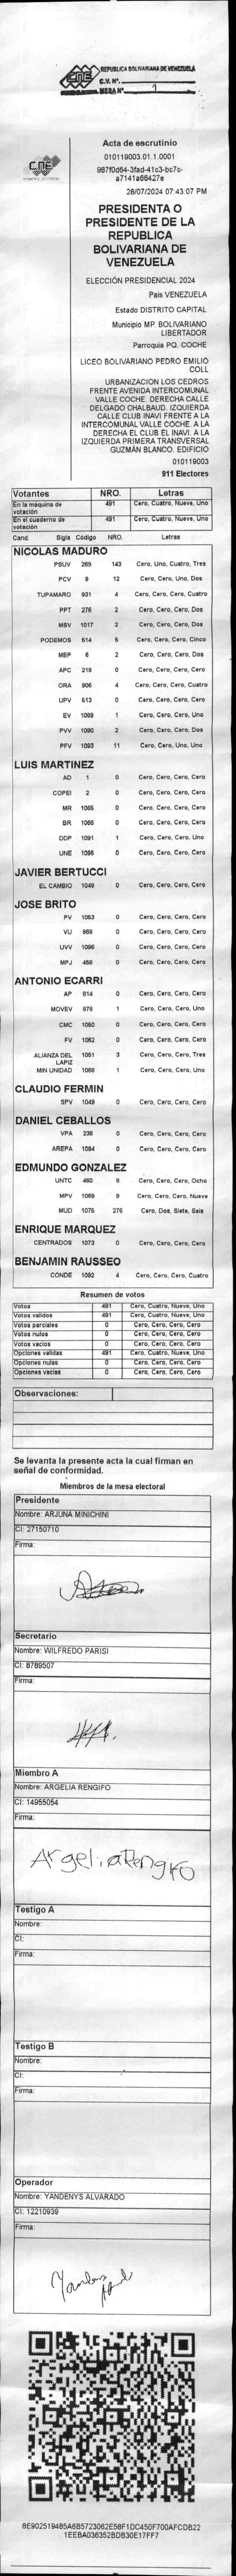 CNE
REPUBLICA BOLIVARIANA DE VENEZUELA
C.V. Nº.
MESA Nº 1
CNE
Acta de escrutinio
010119003.01.1.0001
987f0d64-3fad-41c3-bc7c-
a7141a66427e
28/07/2024 07:43:07 PM
PRESIDENTA O
PRESIDENTE DE LA
REPUBLICA
BOLIVARIANA DE
VENEZUELA
ELECCIÓN PRESIDENCIAL 2024
Pais VENEZUELA
Estado DISTRITO CAPITAL
Municipio MP. BOLIVARIANO
LIBERTADOR
Parroquia PQ. COCHE
LICEO BOLIVARIANO PEDRO EMILIO
COLL
URBANIZACION LOS CEDROS
FRENTE AVENIDA INTERCOMUNAL
VALLE COCHE. DERECHA CALLE
DELGADO CHALBAUD. IZQUIERDA
CALLE CLUB INAVI FRENTE A LA
INTERCOMUNAL VALLE COCHE. A LA
DERECHA EL CLUB EL INAVI. A LA
IZQUIERDA PRIMERA TRANSVERSAL
GUZMÁN BLANCO. EDIFICIO
010119003
911 Electores
Votantes NRO. Letras
En la máquina de votación 491 Cero, Cuatro, Nueve, Uno
En el cuaderno de votación 491 Cero, Cuatro, Nueve, Uno
Cand. Sigla Código NRO. Letras
NICOLAS MADURO
PSUV 269 143 Cero, Uno, Cuatro, Tres
PCV 9 12 Cero, Cero, Uno, Dos
TUPAMARO 931 4 Cero, Cero, Cero, Cuatro
PPT 276 2 Cero, Cero, Cero, Dos
MSV 1017 2 Cero, Cero, Cero, Dos
PODEMOS 514 5 Cero, Cero, Cero, Cinco
MEP 6 2 Cero, Cero, Cero, Dos
APC 219 0 Cero, Cero, Cero, Cero
ORA 906 4 Cero, Cero, Cero, Cuatro
UPV 613 0 Cero, Cero, Cero, Cero
EV 1089 1 Cero, Cero, Cero, Uno
PVV 1090 2 Cero, Cero, Cero, Dos
PFV 1093 11 Cero, Cero, Uno, Uno
LUIS MARTINEZ
AD 1 0 Cero, Cero, Cero, Cero
COPEI 2 0 Cero, Cero, Cero, Cero
MR 1065 0 Cero, Cero, Cero, Cero
BR 1066 0 Cero, Cero, Cero, Cero
DDP 1091 1 Cero, Cero, Cero, Uno
UNE 1095 0 Cero, Cero, Cero, Cero
JAVIER BERTUCCI
EL CAMBIO 1048 0 Cero, Cero, Cero, Cero
JOSE BRITO
PV 1053 0 Cero, Cero, Cero, Cero
VU 868 0 Cero, Cero, Cero, Cero
UVV 1096 0 Cero, Cero, Cero, Cero
MPJ 458 0 Cero, Cero, Cero, Cero
ANTONIO ECARRI
AP 814 0 Cero, Cero, Cero, Cero
MOVEV 878 1 Cero, Cero, Cero, Uno
CMC 1050 0 Cero, Cero, Cero, Cero
FV 1062 0 Cero, Cero, Cero, Cero
ALIANZA DEL LAPIZ 1051 3 Cero, Cero, Cero, Tres
MIN UNIDAD 1068 1 Cero, Cero, Cero, Uno
CLAUDIO FERMIN
SPV 1049 0 Cero, Cero, Cero, Cero
DANIEL CEBALLOS
VPA 236 0 Cero, Cero, Cero, Cero
AREPA 1094 0 Cero, Cero, Cero, Cero
EDMUNDO GONZALEZ
UNTC 460 8 Cero, Cero, Cero, Ocho
MPV 1069 9 Cero, Cero, Cero, Nueve
MUD 1075 276 Cero, Dos, Siete, Seis
ENRIQUE MARQUEZ
CENTRADOS 1073 0 Cero, Cero, Cero, Cero
BENJAMIN RAUSSEO
CONDE 1092 4 Cero, Cero, Cero, Cuatro
Resumen de votos
Votos 491 Cero, Cuatro, Nueve, Uno
Votos validos 491 Cero, Cuatro, Nueve, Uno
Votos parciales 0 Cero, Cero, Cero, Cero
Votos nulos 0 Cero, Cero, Cero, Cero
Votos vacios 0 Cero, Cero, Cero, Cero
Opciones validas 491 Cero, Cuatro, Nueve, Uno
Opciones nulas 0 Cero, Cero, Cero, Cero
Opciones vacias 0 Cero, Cero, Cero, Cero
Observaciones:
Se levanta la presente acta la cual firman en
señal de conformidad.
Miembros de la mesa electoral
Presidente
Nombre: ARJUNA MINICHINI
CI: 27150710
Firma:
Secretario
Nombre: WILFREDO PARISI
CI: 8789507
Firma:
Miembro A
Nombre: ARGELIA RENGIFO
CI: 14955054
Firma:
Argelia Rengifo
Testigo A
Nombre:
CI:
Firma:
Testigo B
Nombre:
CI:
Firma:
Operador
Nombre: YANDENYS ALVARADO
CI: 12210939
Firma:
8E902519485A6B5723062E58F1DC450F700AFCDB22
1EEBA036352BDB30E17FF7